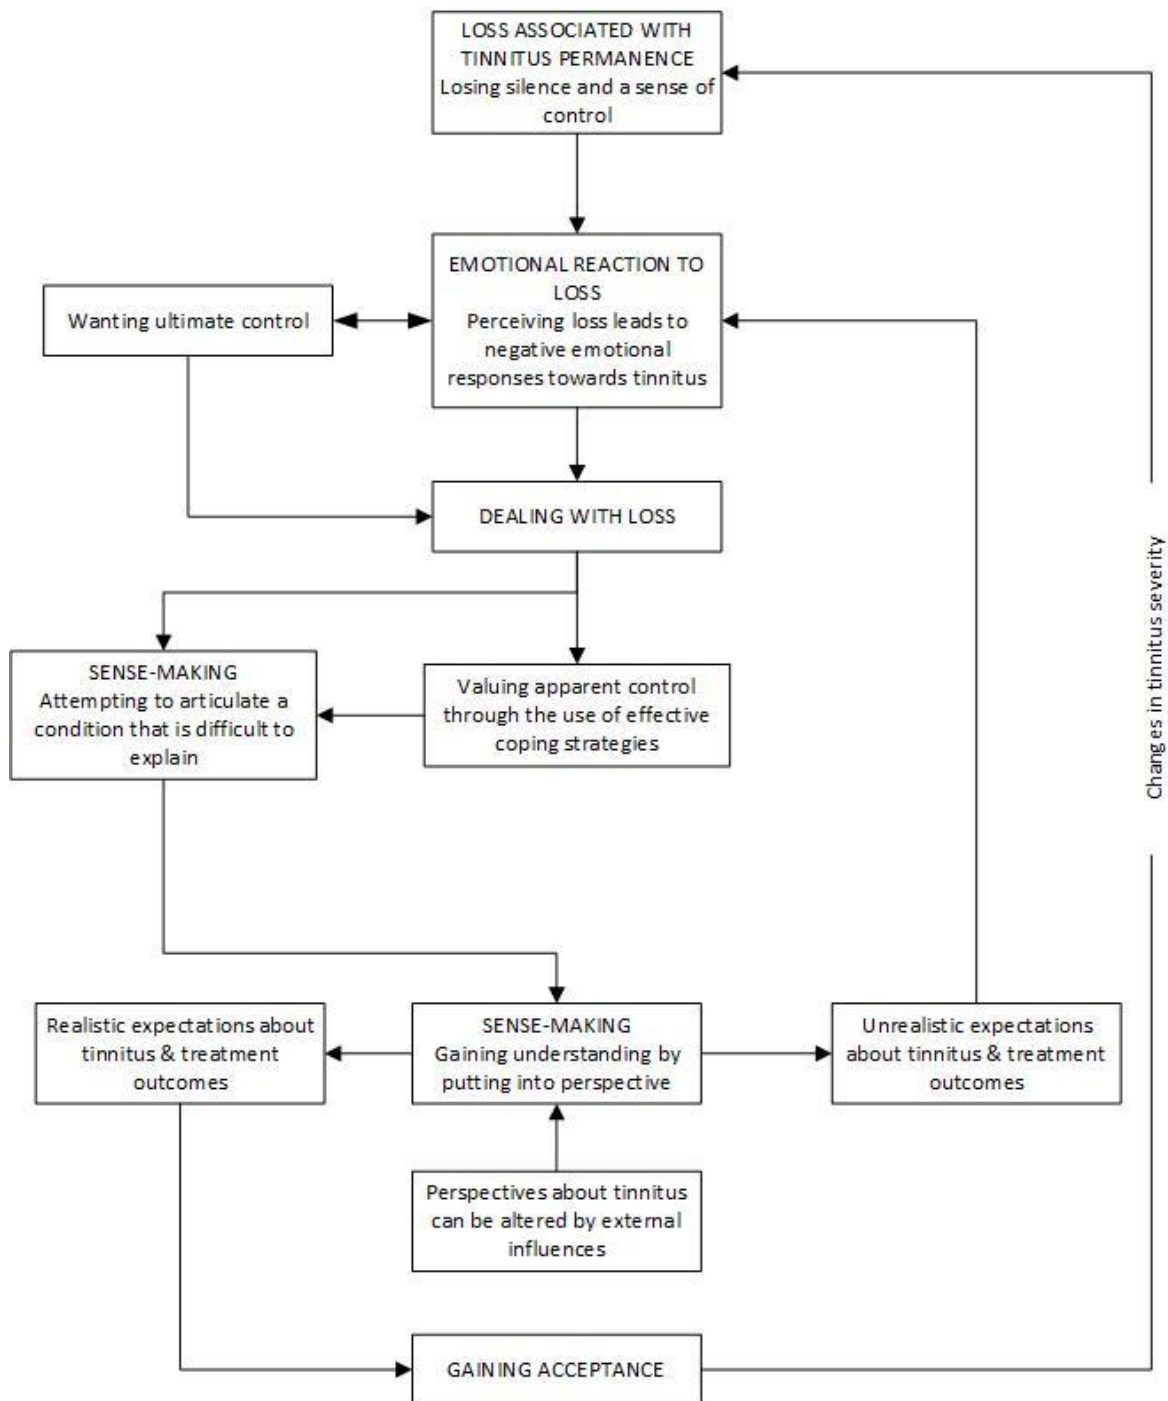 LOSS ASSOCIATED WITH
TINNITUS PERMANENCE
Losing silence and a sense of
control
EMOTIONAL REACTION TO
LOSS
Perceiving loss leads to
negative emotional
responses towards tinnitus
Wanting ultimate control
DEALING WITH LOSS
SENSE-MAKING
Attempting to articulate a
condition that is difficult to
explain
Valuing apparent control
through the use of effective
coping strategies
Changes in tinnitus severity
Realistic expectations about
tinnitus & treatment
outcomes
SENSE-MAKING
Gaining understanding by
putting into perspective
Unrealistic expectations
about tinnitus & treatment
outcomes
Perspectives about tinnitus
can be altered by external
influences
GAINING ACCEPTANCE